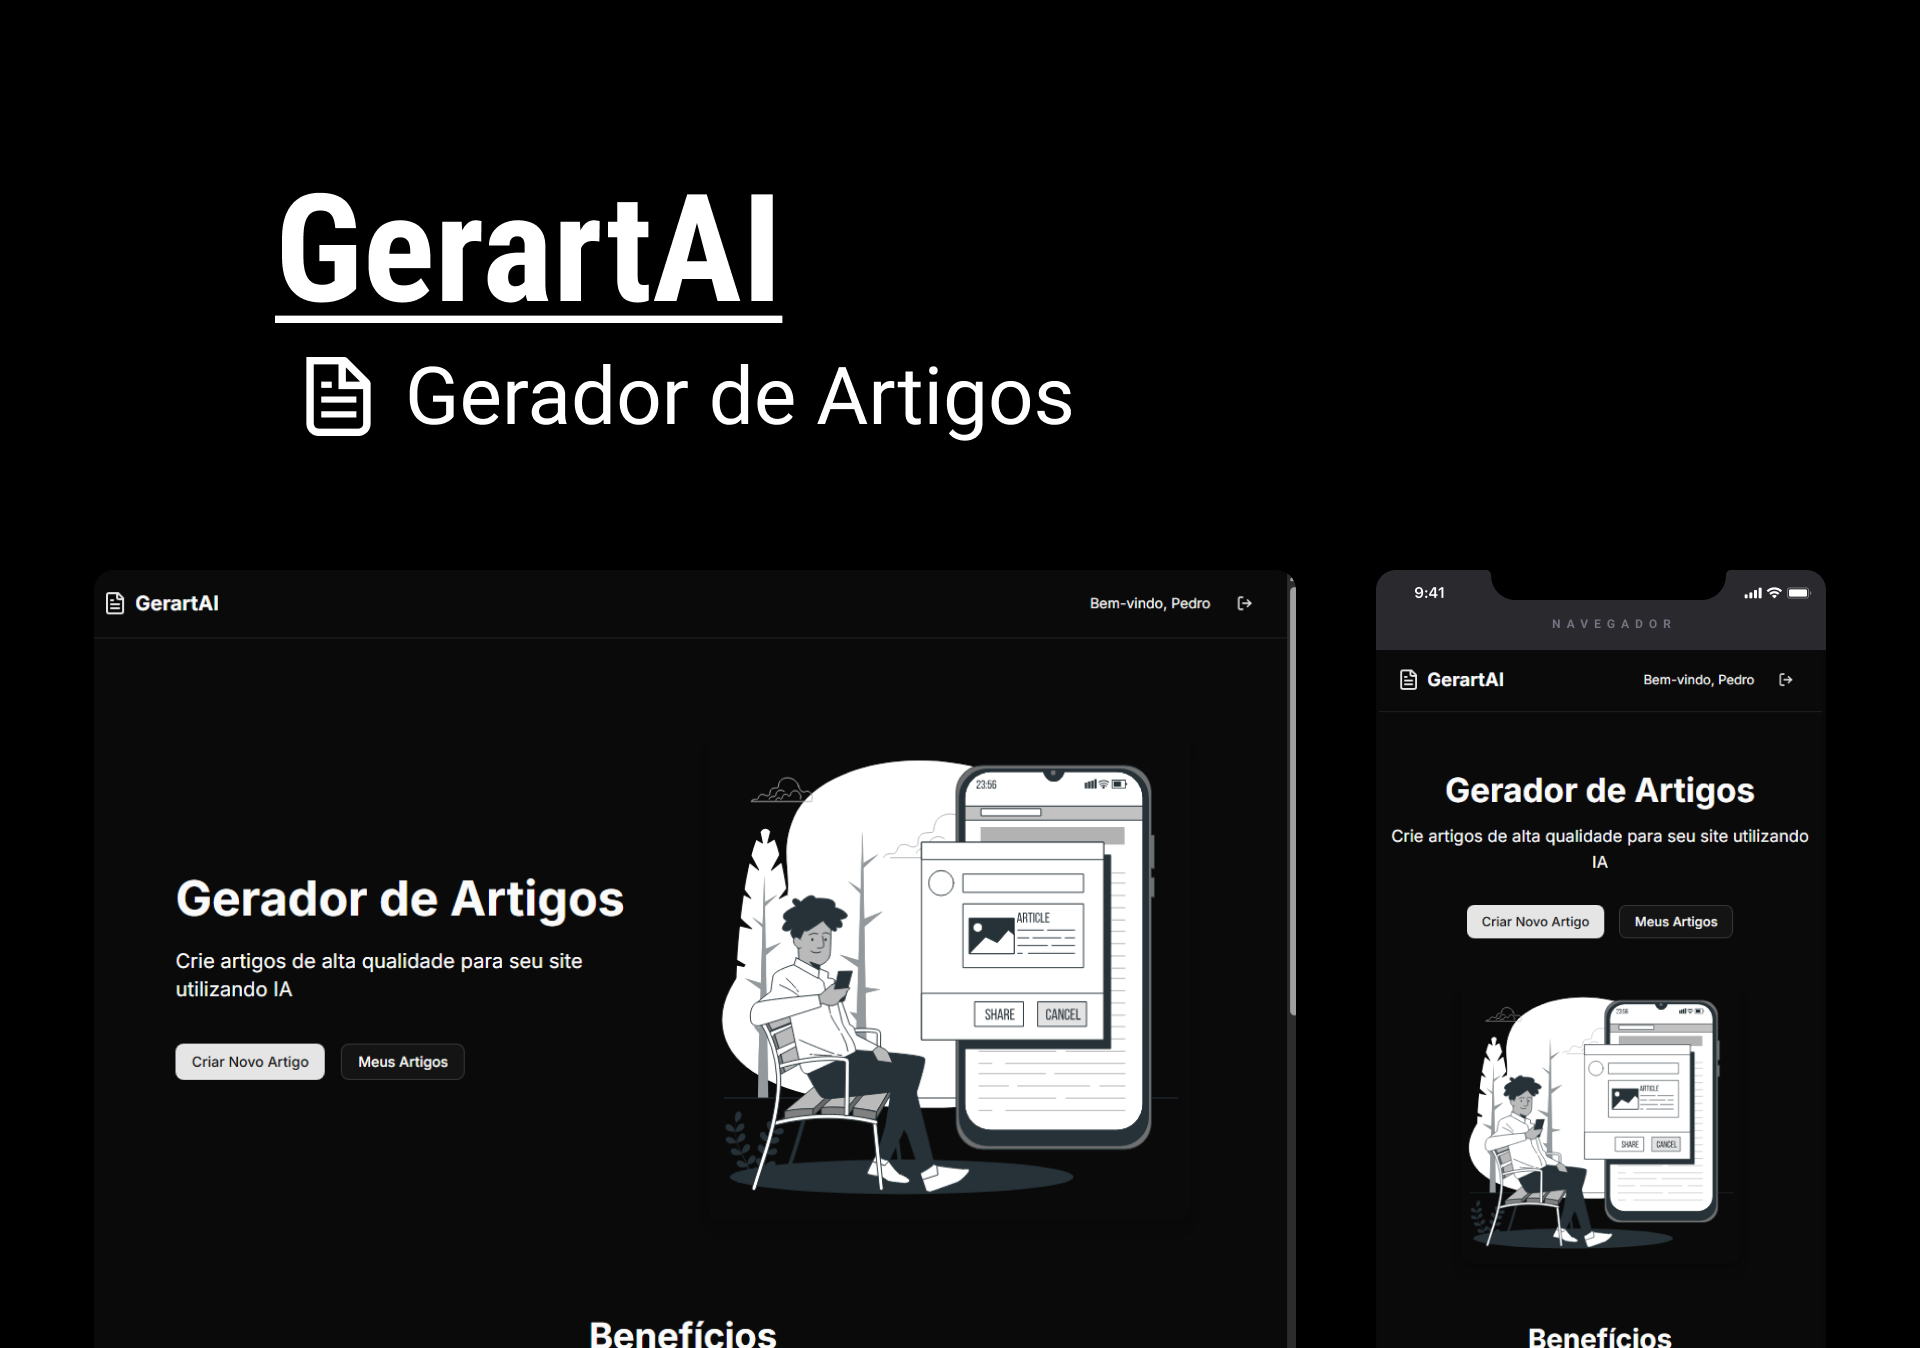 GerartAI
Gerador de Artigos
GerartAI
Bem-vindo, Pedro
Gerador de Artigos
Crie artigos de alta qualidade para seu site
utilizando IA
Criar Novo Artigo
Meus Artigos
23:56
ARTICLE
SHARE
CANCEL
Benefícios
9:41
NAVEGADOR
GerartAI
Bem-vindo, Pedro
Gerador de Artigos
Crie artigos de alta qualidade para seu site utilizando
IA
Criar Novo Artigo
Meus Artigos
23:56
ARTICLE
SHARE
CANCEL
Benefícios